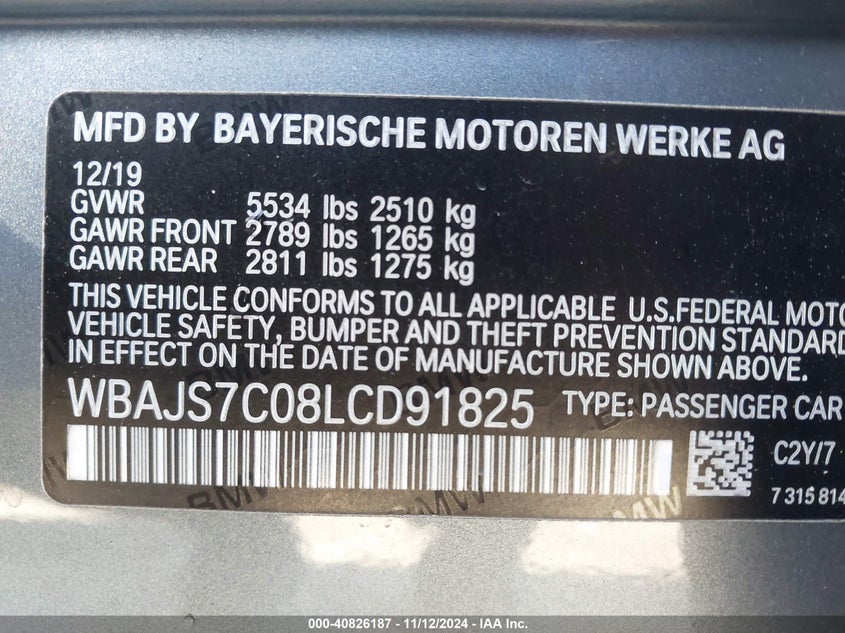 MFD BY BAYERISCHE MOTOREN WERKE AG
12/19
GVWR 5534 lbs 2510 kg
GAWR FRONT 2789 lbs 1265 kg
GAWR REAR 2811 lbs 1275 kg
THIS VEHICLE CONFORMS TO ALL APPLICABLE U.S.FEDERAL MOTO
VEHICLE SAFETY, BUMPER AND THEFT PREVENTION STANDARD
IN EFFECT ON THE DATE OF MANUFACTURE SHOWN ABOVE.
WBAJS7C08LCD91825 TYPE: PASSENGER CAR
C2Y/7
7 315 814
BMW BMW BMW
000-40826187 - 11/12/2024 - IAA Inc.